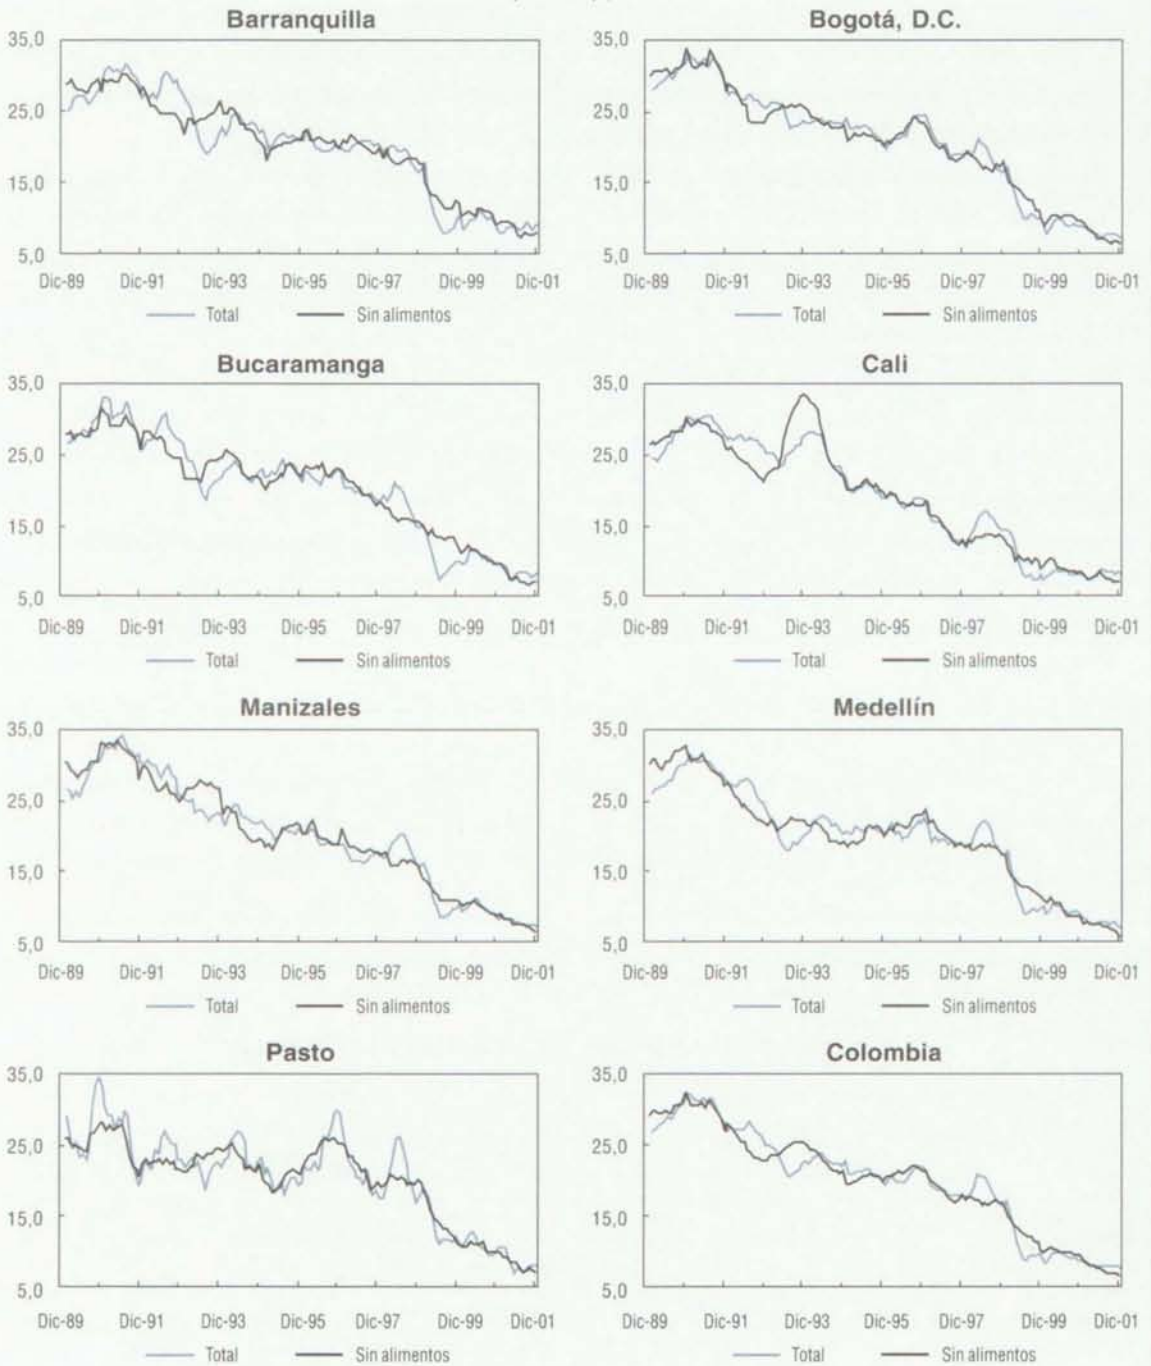 Barranquilla
35,0
25,0
15,0
5,0
Dic-89 Dic-91 Dic-93 Dic-95 Dic-97 Dic-99 Dic-01
Total Sin alimentos
Bogotá, D.C.
35,0
25,0
15,0
5,0
Dic-89 Dic-91 Dic-93 Dic-95 Dic-97 Dic-99 Dic-01
Total Sin alimentos
Bucaramanga
35,0
25,0
15,0
5,0
Dic-89 Dic-91 Dic-93 Dic-95 Dic-97 Dic-99 Dic-01
Total Sin alimentos
Cali
35,0
25,0
15,0
5,0
Dic-89 Dic-91 Dic-93 Dic-95 Dic-97 Dic-99 Dic-01
Total Sin alimentos
Manizales
35,0
25,0
15,0
5,0
Dic-89 Dic-91 Dic-93 Dic-95 Dic-97 Dic-99 Dic-01
Total Sin alimentos
Medellín
35,0
25,0
15,0
5,0
Dic-89 Dic-91 Dic-93 Dic-95 Dic-97 Dic-99 Dic-01
Total Sin alimentos
Pasto
35,0
25,0
15,0
5,0
Dic-89 Dic-91 Dic-93 Dic-95 Dic-97 Dic-99 Dic-01
Total Sin alimentos
Colombia
35,0
25,0
15,0
5,0
Dic-89 Dic-91 Dic-93 Dic-95 Dic-97 Dic-99 Dic-01
Total Sin alimentos